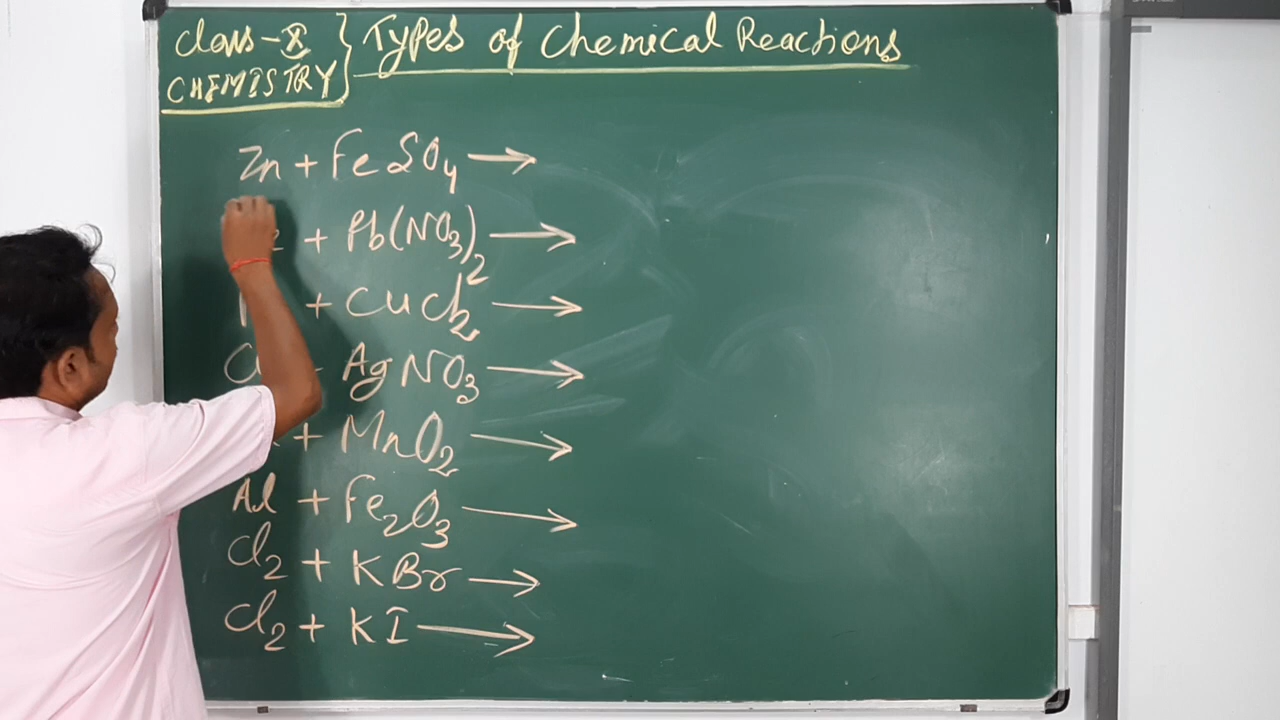 Class-X } Types of Chemical Reactions
CHEMISTRY
Zn + FeSO4 →
+ Pb(NO3)2 →
+ CuCl2 →
AgNO3 →
+ MnO2 →
Al + Fe2O3 →
Cl2 + KBr →
Cl2 + KI →